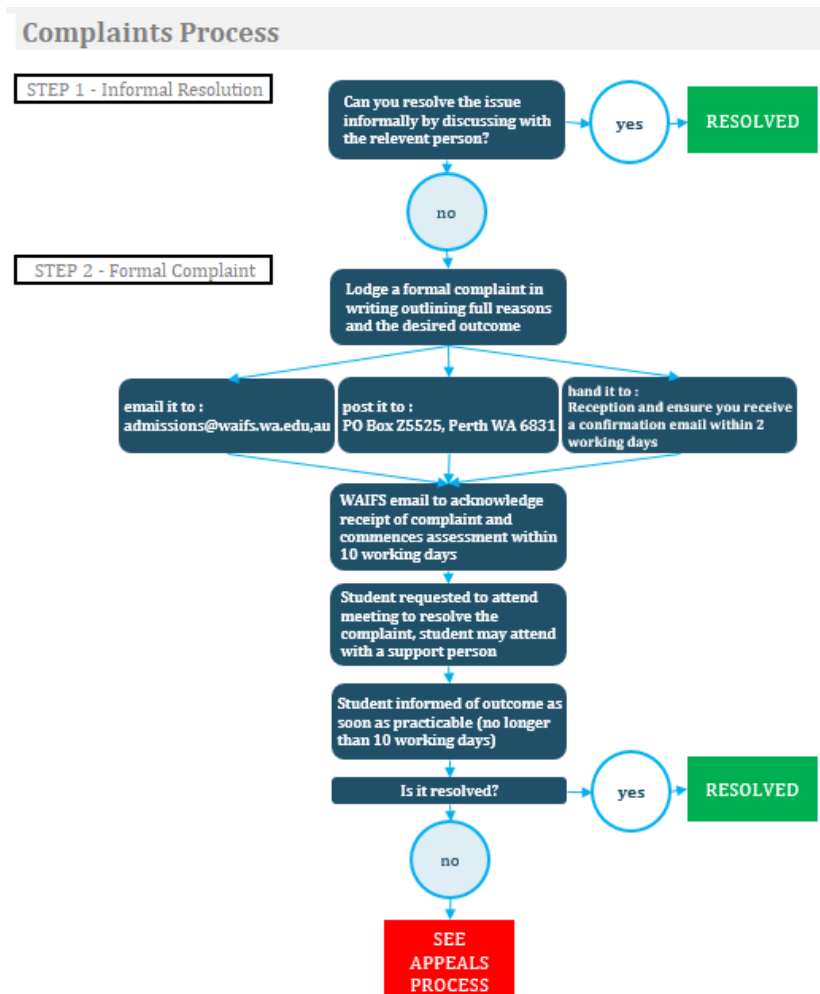 Complaints Process
STEP 1 - Informal Resolution
Can you resolve the issue
informally by discussing with
the relevent person?
yes
RESOLVED
no
STEP 2 - Formal Complaint
Lodge a formal complaint in
writing outlining full reasons
and the desired outcome
email it to :
admissions@waifs.wa.edu,au
post it to :
PO Box Z5525, Perth WA 6831
hand it to :
Reception and ensure you receive
a confirmation email within 2
working days
WAIFS email to acknowledge
receipt of complaint and
commences assessment within
10 working days
Student requested to attend
meeting to resolve the
complaint, student may attend
with a support person
Student informed of outcome as
soon as practicable (no longer
than 10 working days)
Is it resolved?
yes
RESOLVED
no
SEE
APPEALS
PROCESS